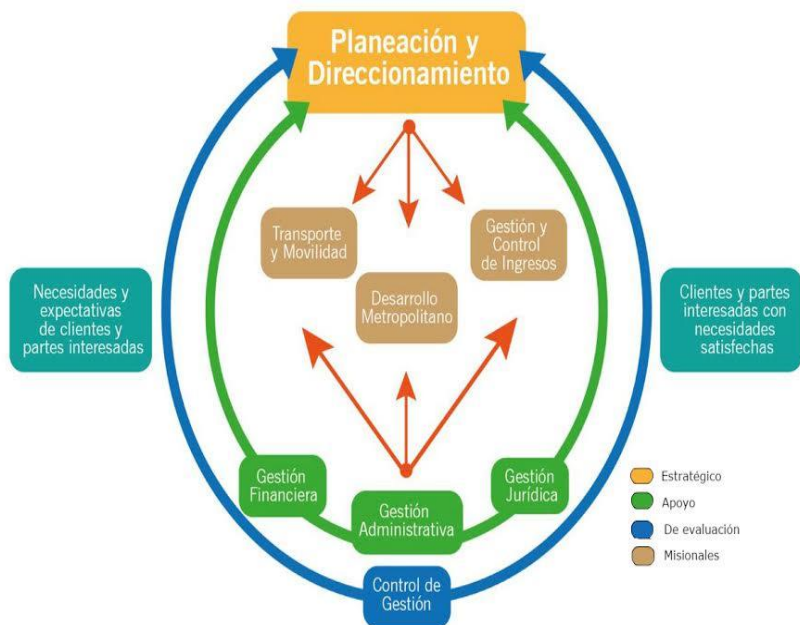 Planeación y
Direccionamiento
Transporte
y Movilidad
Gestión y
Control
de Ingresos
Desarrollo
Metropolitano
Necesidades y
expectativas
de clientes y
partes interesadas
Clientes y partes
interesadas con
necesidades
satisfechas
Gestión
Financiera
Gestión
Administrativa
Gestión
Jurídica
Control de
Gestión
Estratégico
Apoyo
De evaluación
Misionales